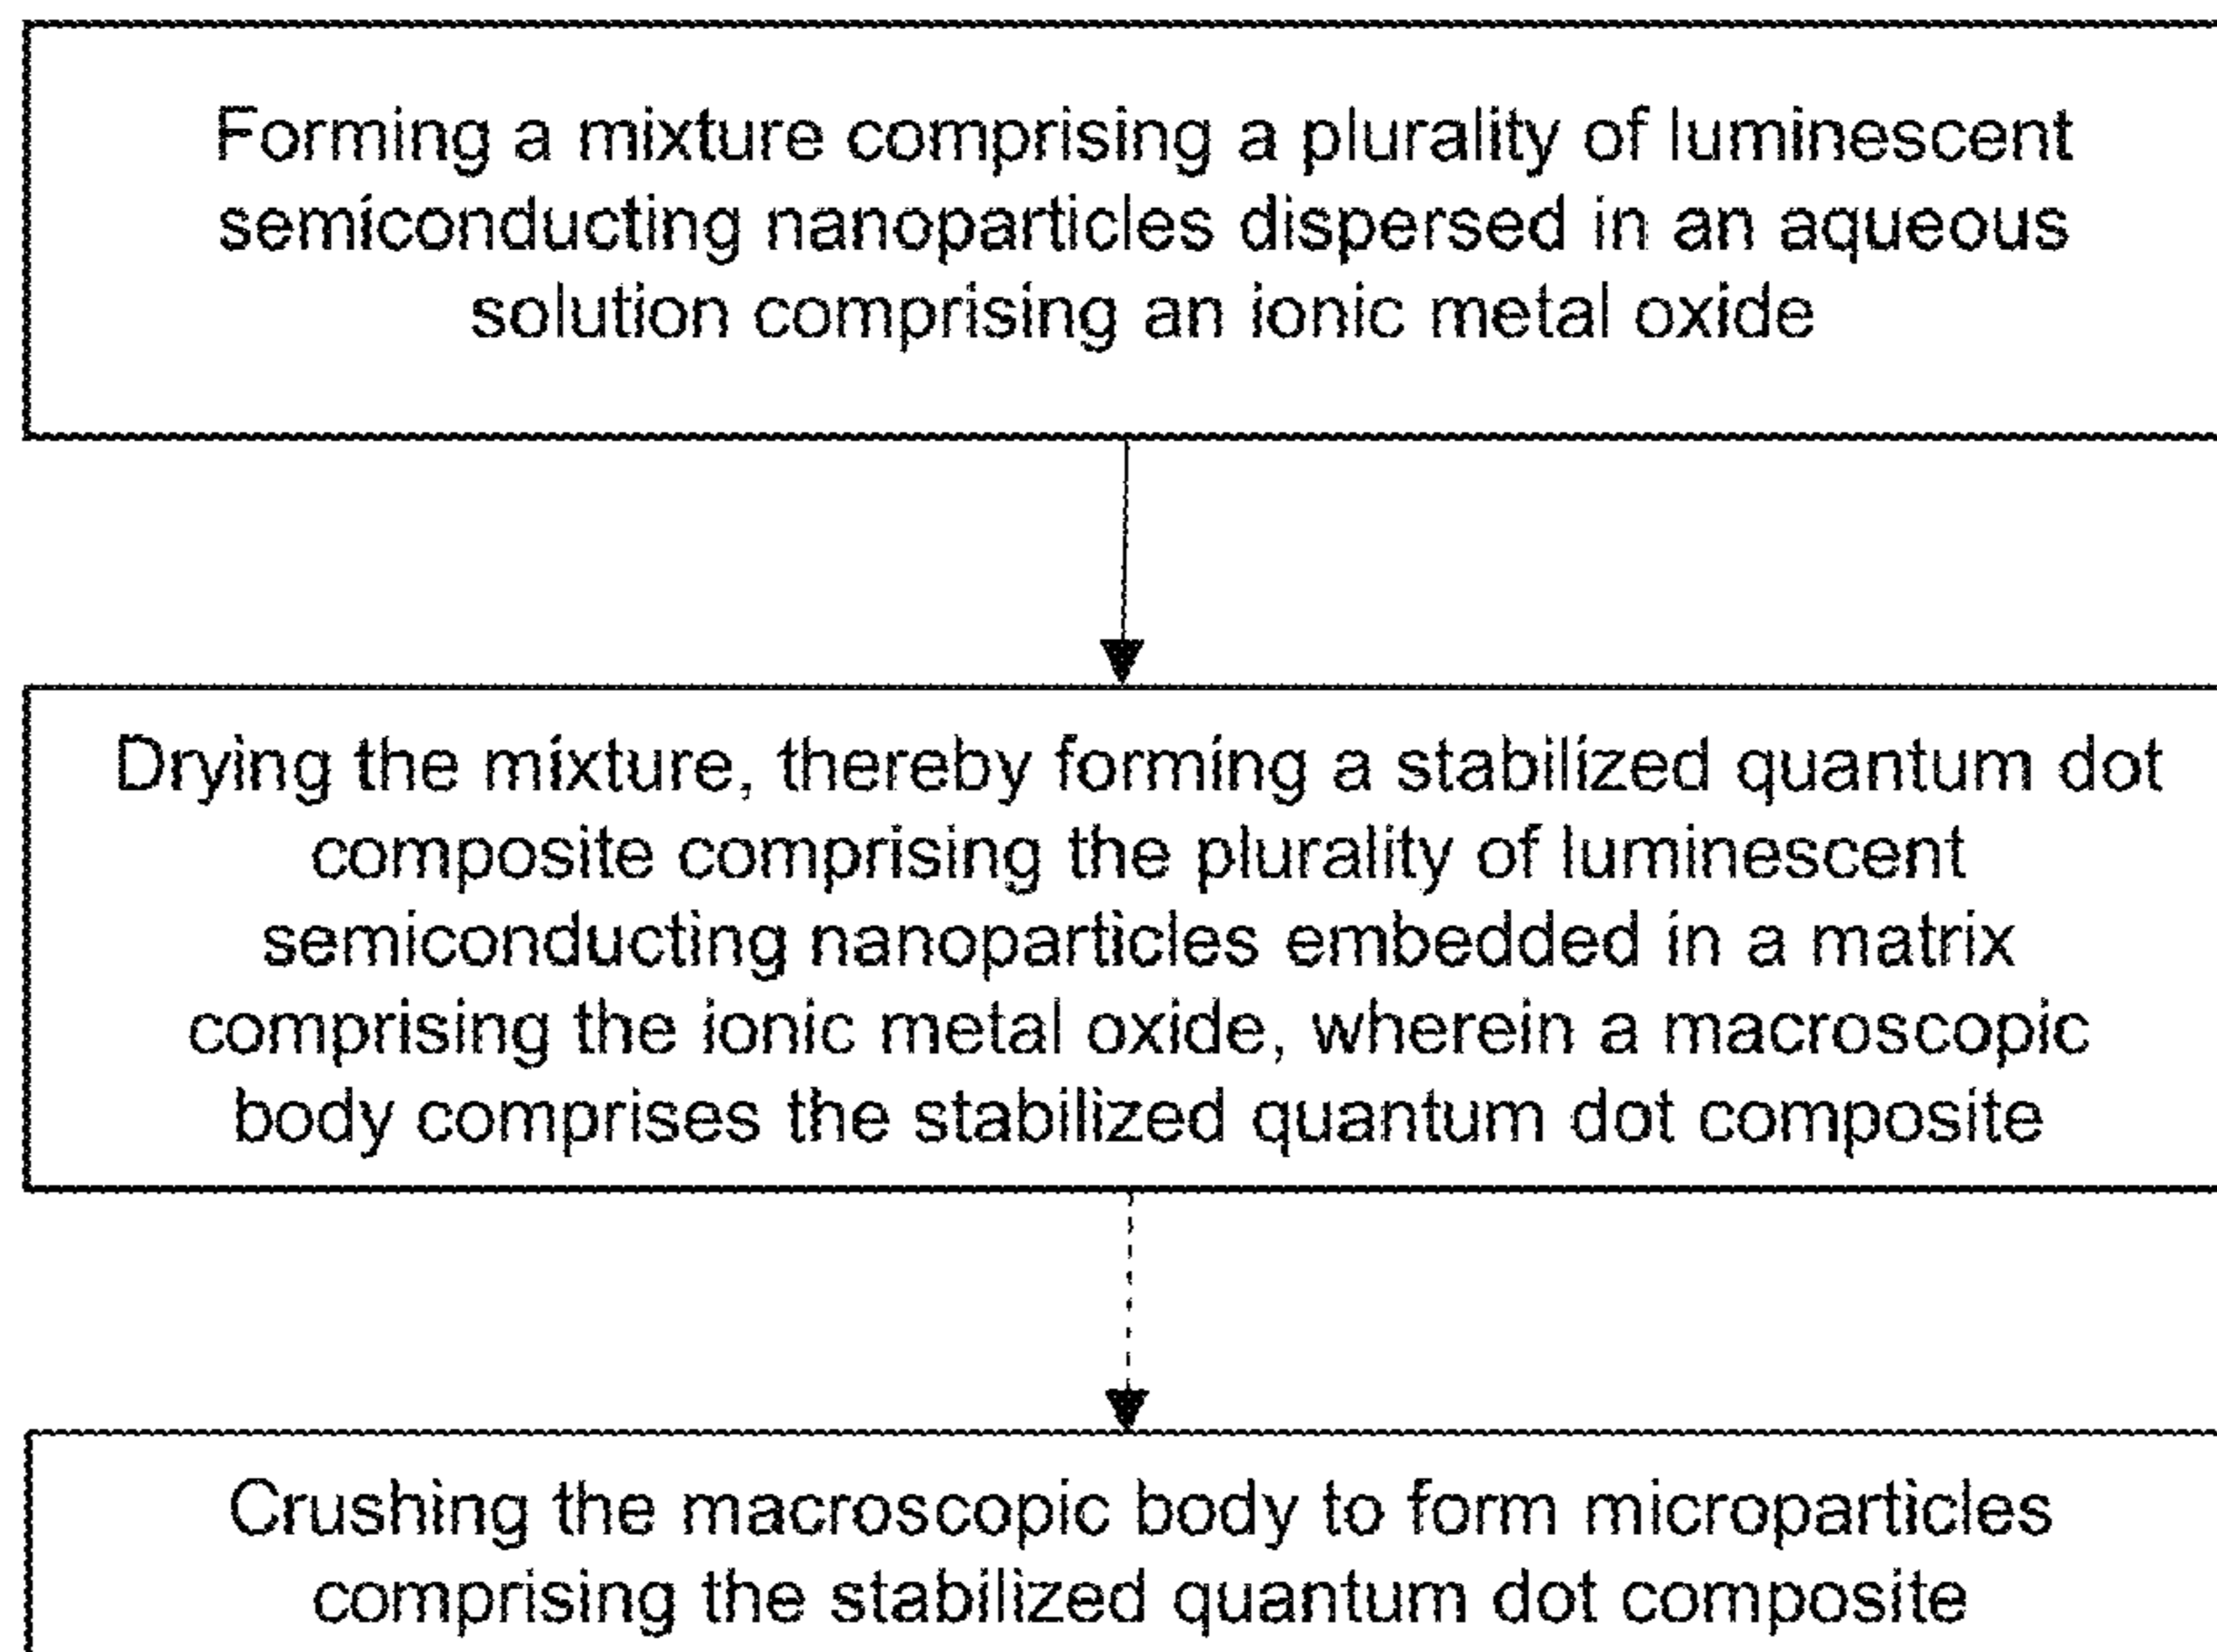 Forming a mixture comprising a plurality of luminescent
semiconducting nanoparticles dispersed in an aqueous
solution comprising an ionic metal oxide
Drying the mixture, thereby forming a stabilized quantum dot
composite comprising the plurality of luminescent
semiconducting nanoparticles embedded in a matrix
comprising the ionic metal oxide, wherein a macroscopic
body comprises the stabilized quantum dot composite
Crushing the macroscopic body to form microparticles
comprising the stabilized quantum dot composite